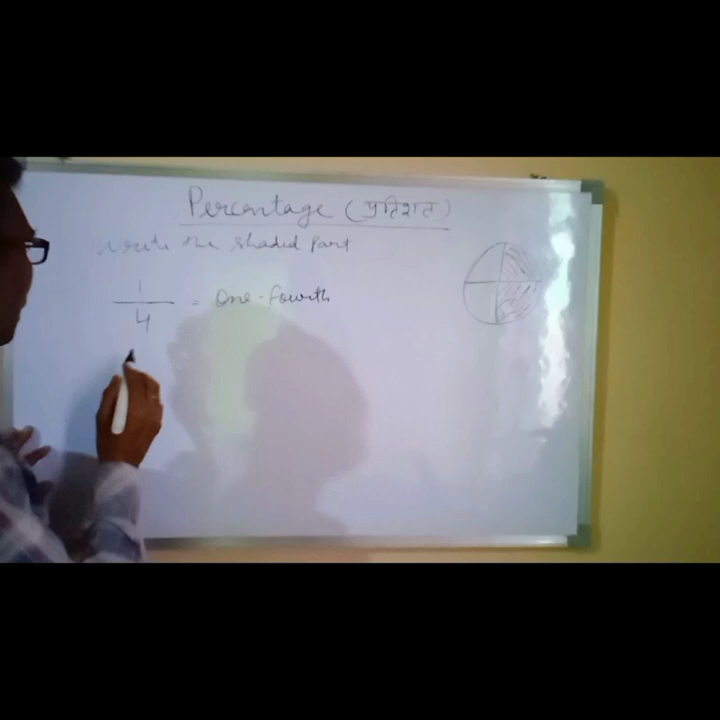 Percentage (प्रतिशत)
write the shaded part
1/4 = One-fourth